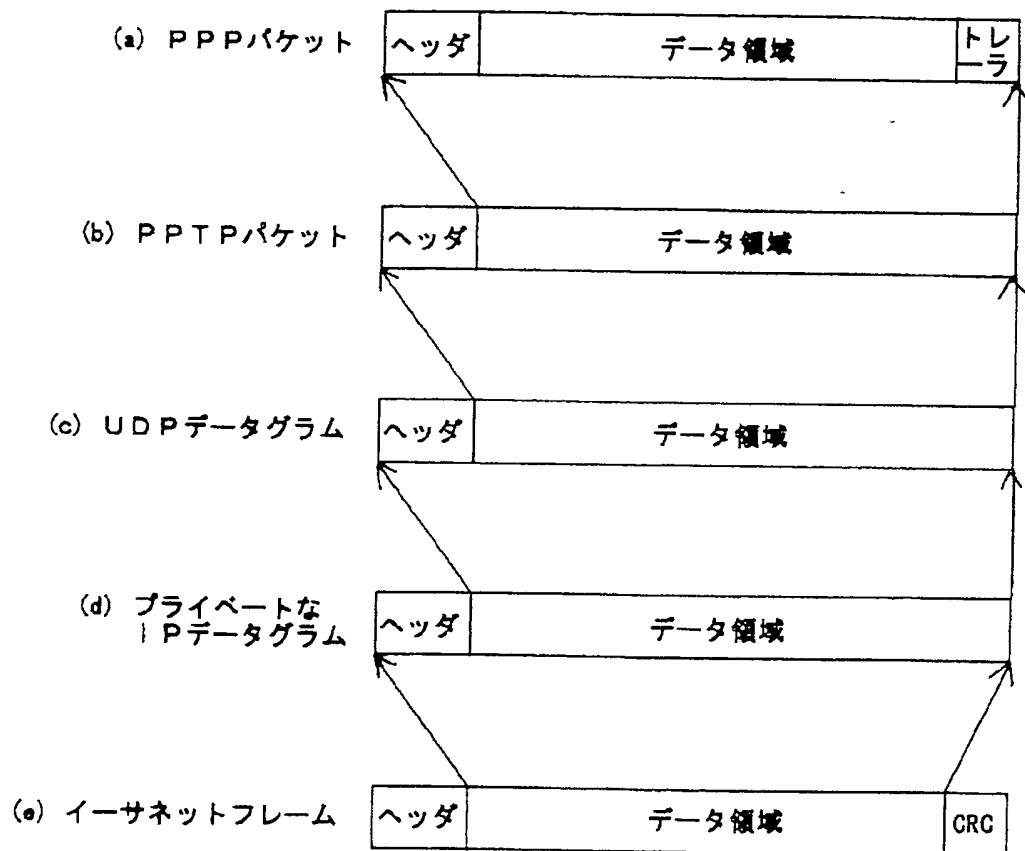 (a) PPPパケット
ヘッダ
データ領域
トレーラ
(b) PPTPパケット
ヘッダ
データ領域
(c) UDPデータグラム
ヘッダ
データ領域
(d) プライベートな
IPデータグラム
ヘッダ
データ領域
(e) イーサネットフレーム
ヘッダ
データ領域
CRC